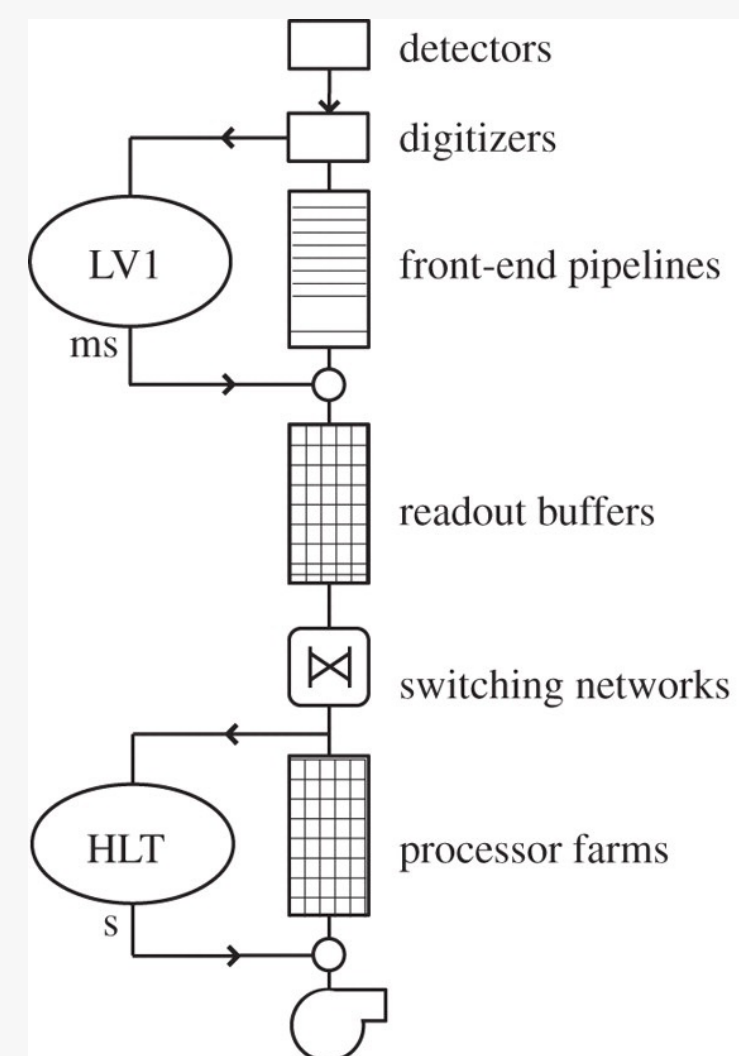 detectors
digitizers
LV1
front-end pipelines
ms
readout buffers
switching networks
HLT
processor farms
s